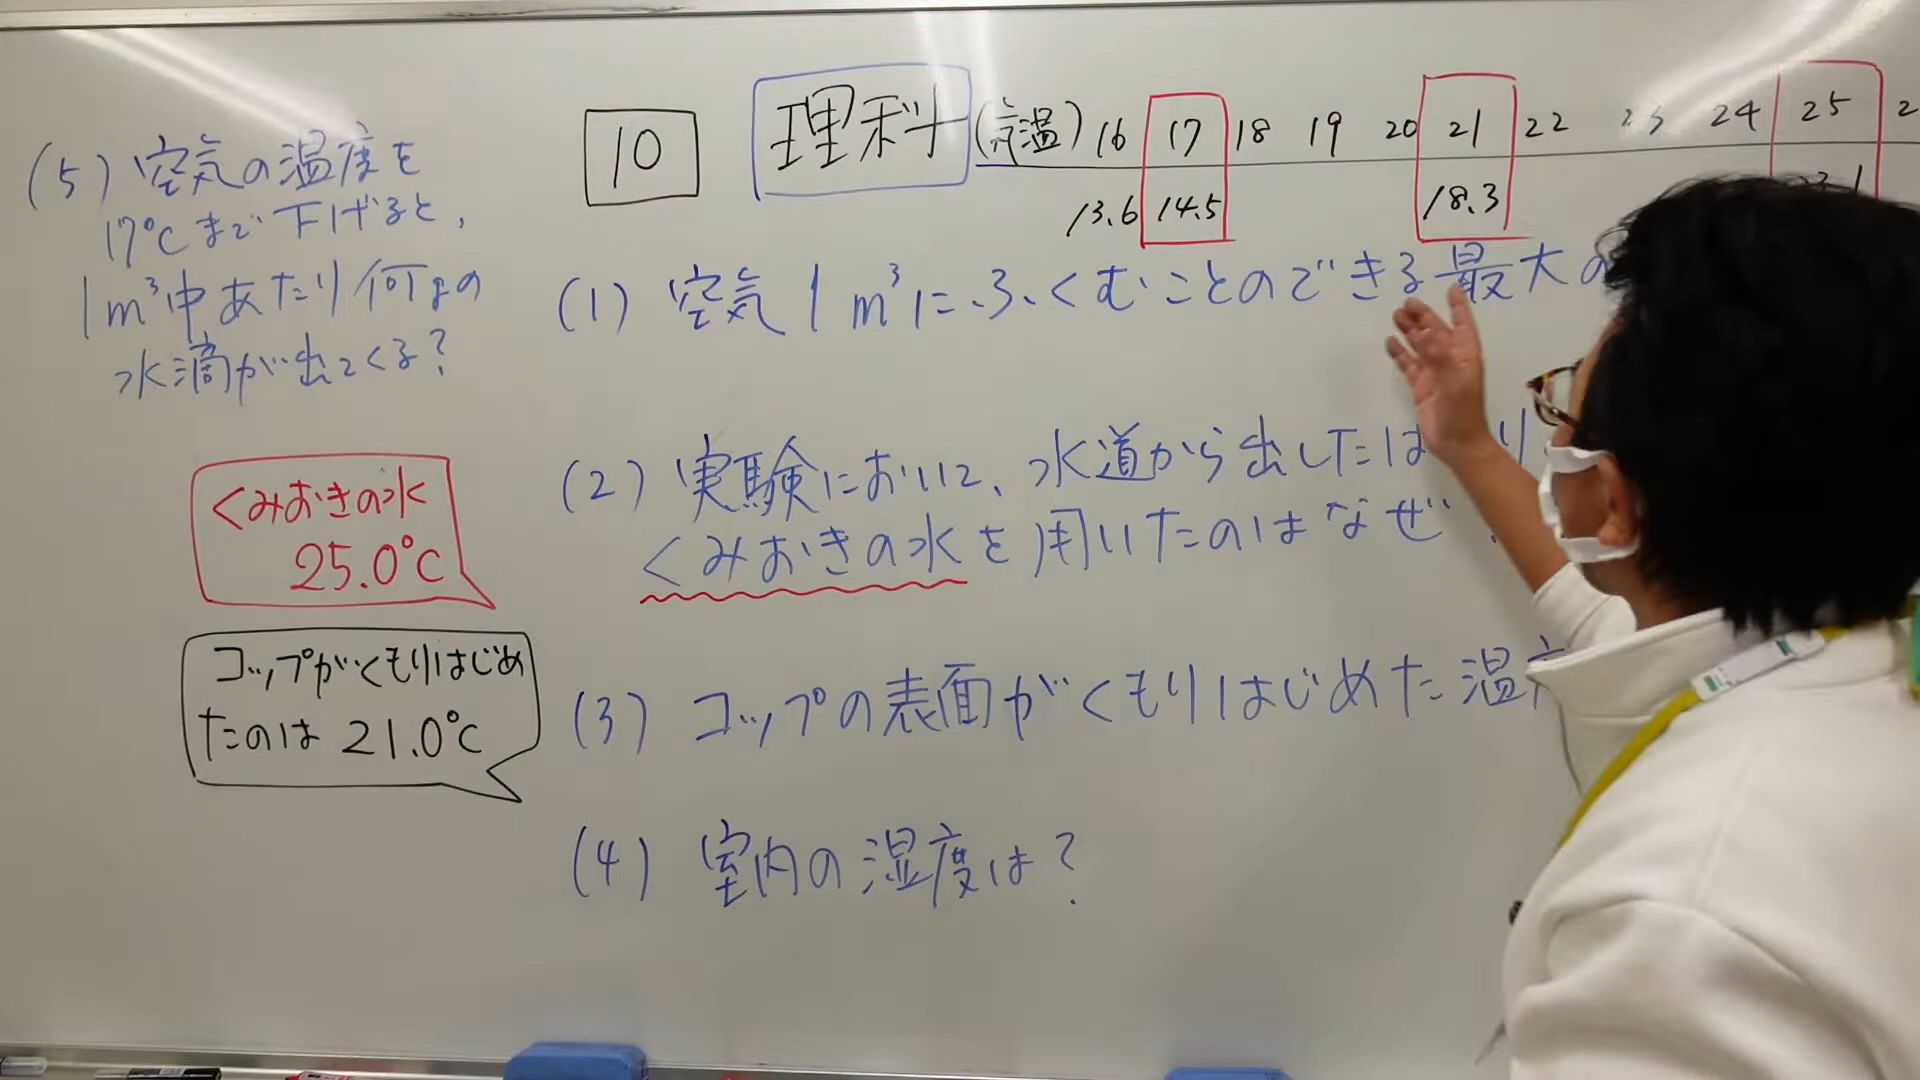 10
理科
(気温) 16 17 18 19 20 21 22 23 24 25
13.6 14.5 18.3
(1) 空気1m³にふくむことのできる最大の
(2) 実験において、水道から出したば
くみおきの水を用いたのはなぜ
(3) コップの表面がくもりはじめた温
(4) 室内の湿度は?
(5) 空気の温度を
17℃まで下げると,
1m³中あたり何gの
水滴が出てくる?
くみおきの水
25.0℃
コップがくもりはじめ
たのは 21.0℃